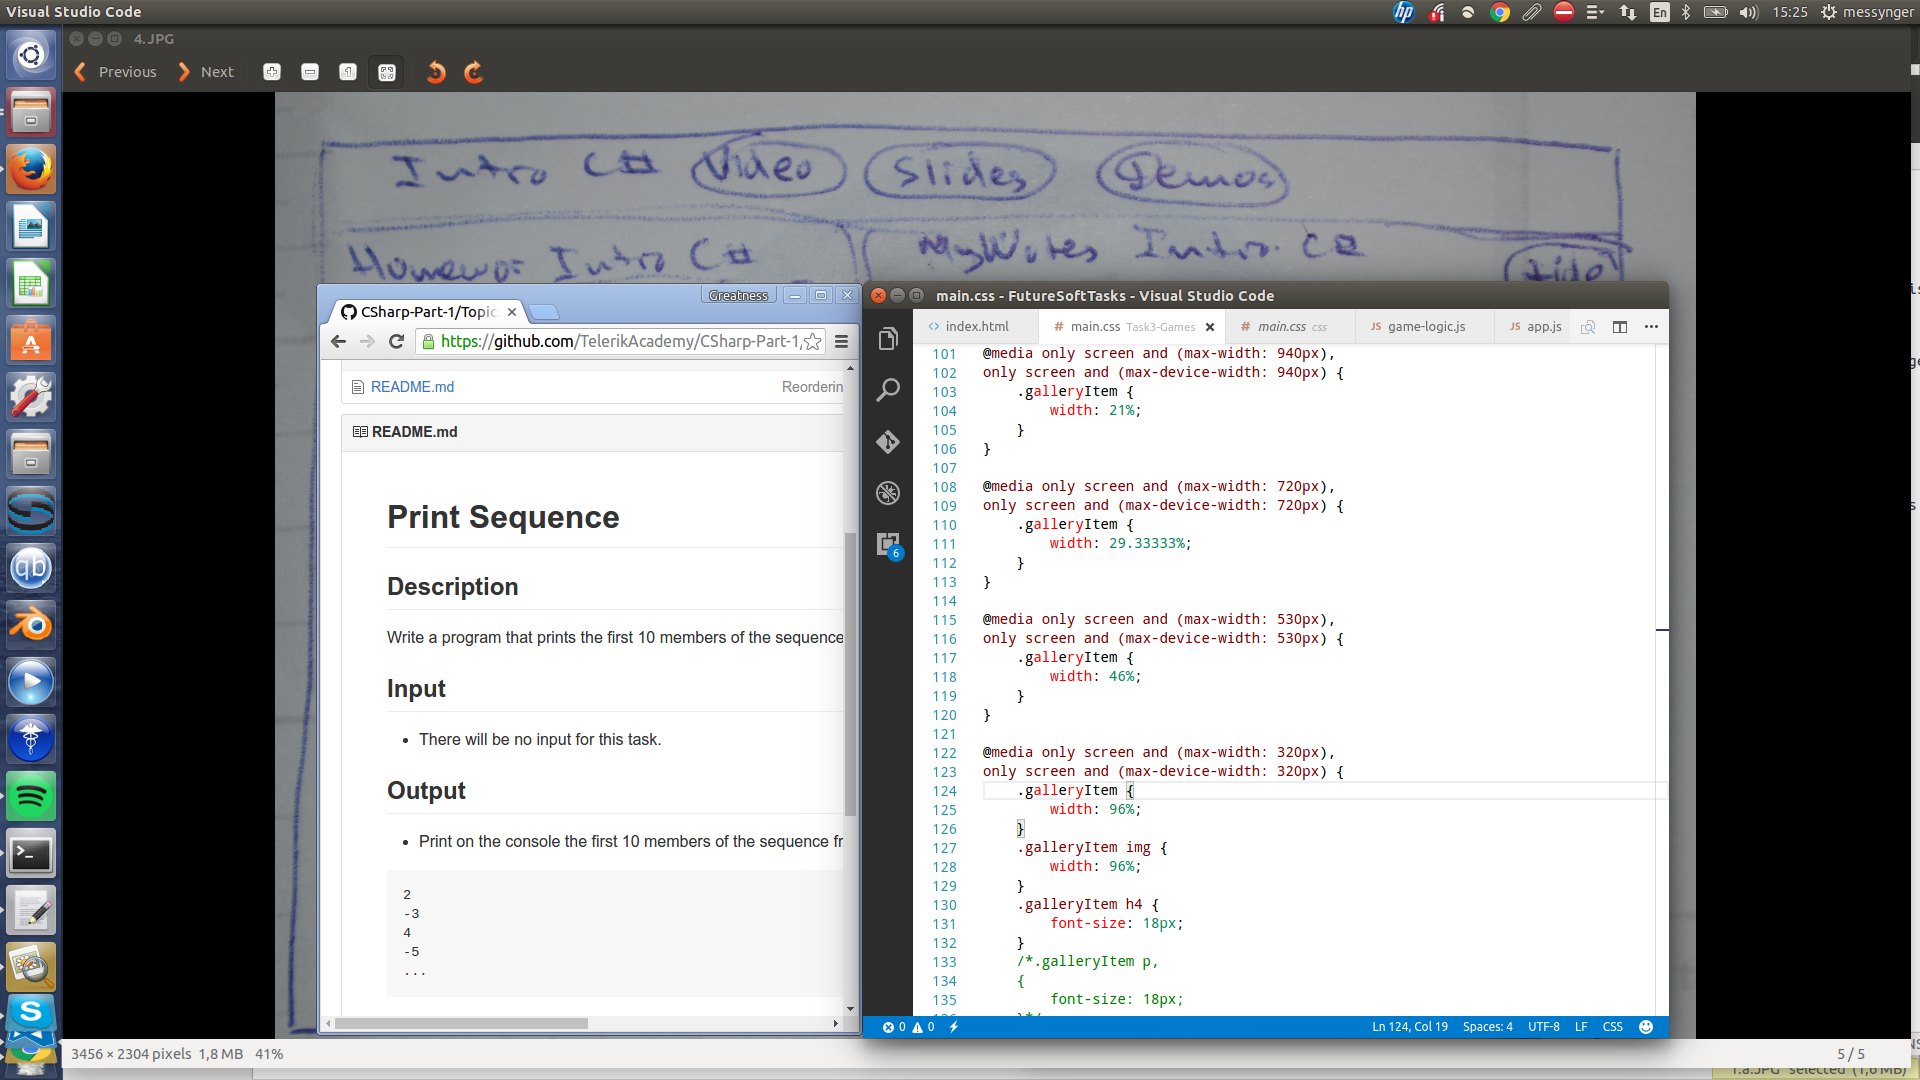 Visual Studio Code
En
15:25
messynger
4.JPG
Previous
Next
Intro C# Video Slides Demos
Intro C#
MyNotes Intro C#
Greatness
CSharp-Part-1/Topic
https://github.com/TelerikAcademy/CSharp-Part-1,
README.md
Reorderin
README.md
Print Sequence
Description
Write a program that prints the first 10 members of the sequence
Input
• There will be no input for this task.
Output
• Print on the console the first 10 members of the sequence fr
2
-3
4
-5
...
main.css - FutureSoftTasks - Visual Studio Code
<> index.html
# main.css Task3-Games
# main.css css
JS game-logic.js
JS app.js
6
101 @media only screen and (max-width: 940px),
102 only screen and (max-device-width: 940px) {
103 .galleryItem {
104 width: 21%;
105 }
106 }
107
108 @media only screen and (max-width: 720px),
109 only screen and (max-device-width: 720px) {
110 .galleryItem {
111 width: 29.33333%;
112 }
113 }
114
115 @media only screen and (max-width: 530px),
116 only screen and (max-device-width: 530px) {
117 .galleryItem {
118 width: 46%;
119 }
120 }
121
122 @media only screen and (max-width: 320px),
123 only screen and (max-device-width: 320px) {
124 .galleryItem {
125 width: 96%;
126 }
127 .galleryItem img {
128 width: 96%;
129 }
130 .galleryItem h4 {
131 font-size: 18px;
132 }
133 /*.galleryItem p,
134 {
135 font-size: 18px;
0 0
Ln 124, Col 19
Spaces: 4
UTF-8
LF
CSS
3456 × 2304 pixels 1,8 MB 41%
5 / 5
1.a.JPG" selected (1,6 MB)